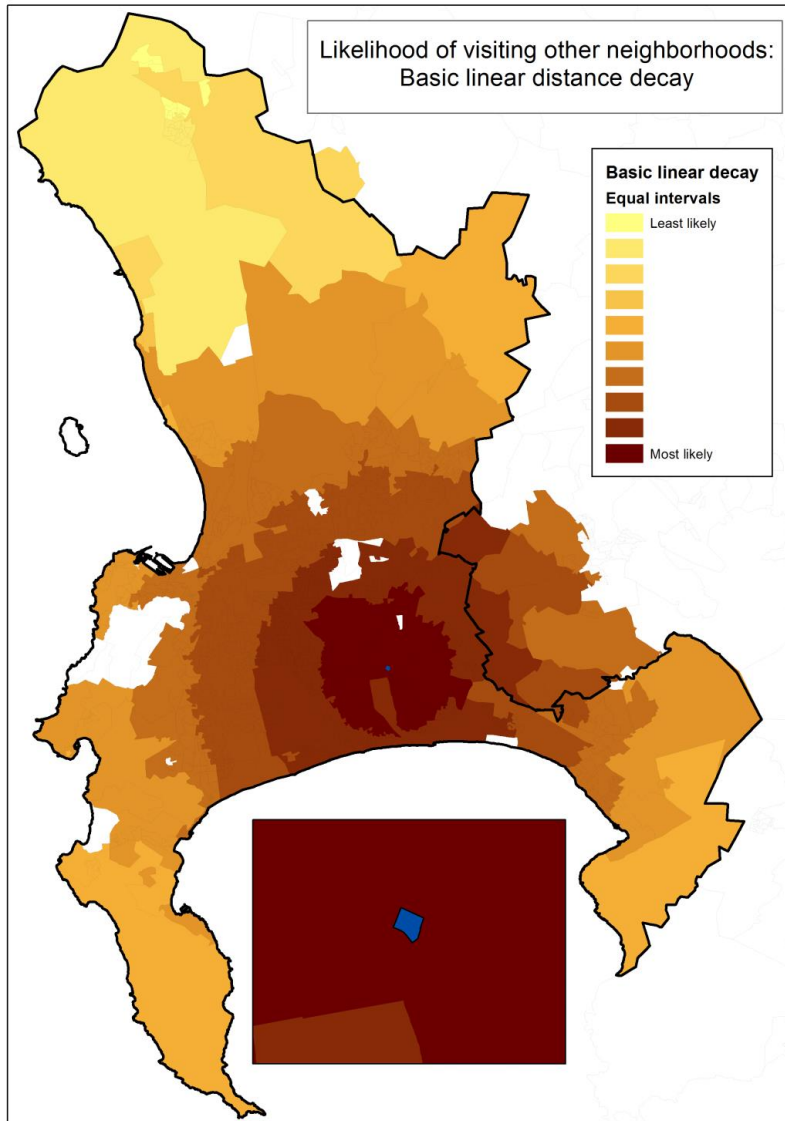 Likelihood of visiting other neighborhoods:
Basic linear distance decay
Basic linear decay
Equal intervals
Least likely
Most likely